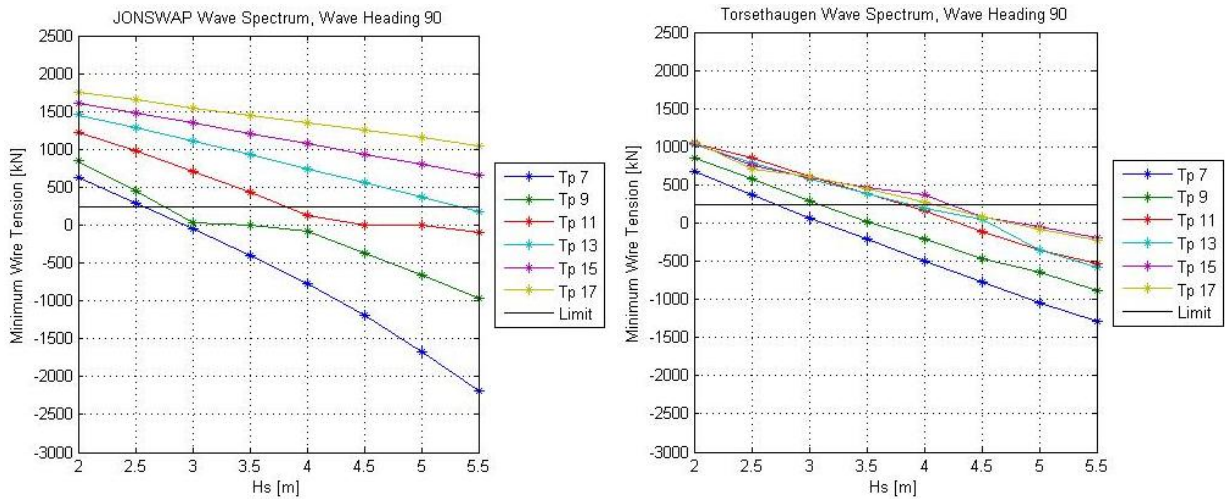 JONSWAP Wave Spectrum, Wave Heading 90
2500
2000
1500
1000
500
0
-500
-1000
-1500
-2000
-2500
-3000
Minimum Wire Tension [kN]
2 2.5 3 3.5 4 4.5 5 5.5
Hs [m]
Tp 7
Tp 9
Tp 11
Tp 13
Tp 15
Tp 17
Limit
Torsethaugen Wave Spectrum, Wave Heading 90
2500
2000
1500
1000
500
0
-500
-1000
-1500
-2000
-2500
-3000
Minimum Wire Tension [kN]
2 2.5 3 3.5 4 4.5 5 5.5
Hs [m]
Tp 7
Tp 9
Tp 11
Tp 13
Tp 15
Tp 17
Limit